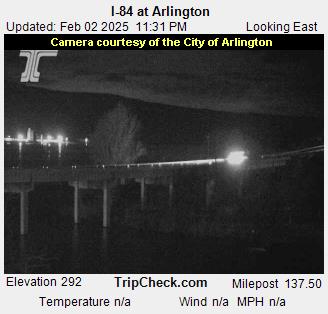 I-84 at Arlington
Updated: Feb 02 2025 11:31 PM Looking East
Camera courtesy of the City of Arlington
Elevation 292 TripCheck.com Milepost 137.50
Temperature n/a Wind n/a MPH n/a